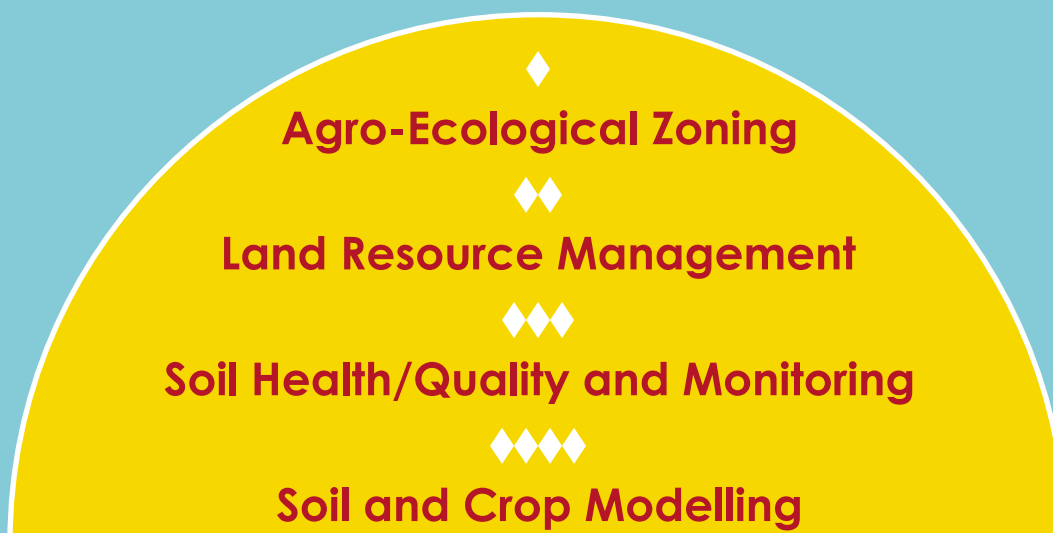 Agro-Ecological Zoning
Land Resource Management
Soil Health/Quality and Monitoring
Soil and Crop Modelling